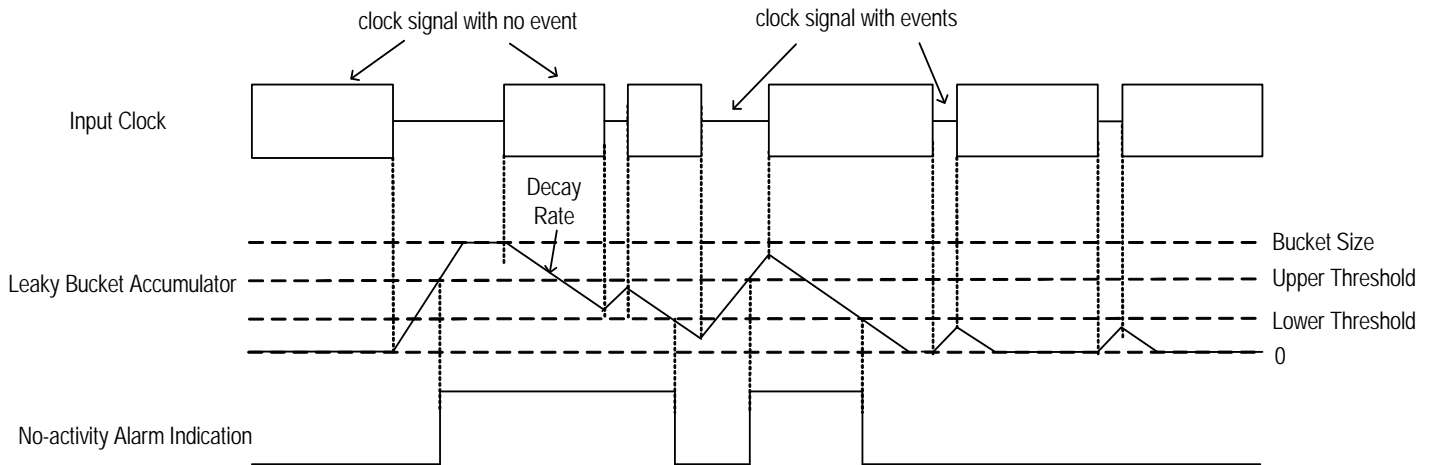 clock signal with no event
clock signal with events
Input Clock
Decay
Rate
Bucket Size
Leaky Bucket Accumulator
Upper Threshold
Lower Threshold
0
No-activity Alarm Indication